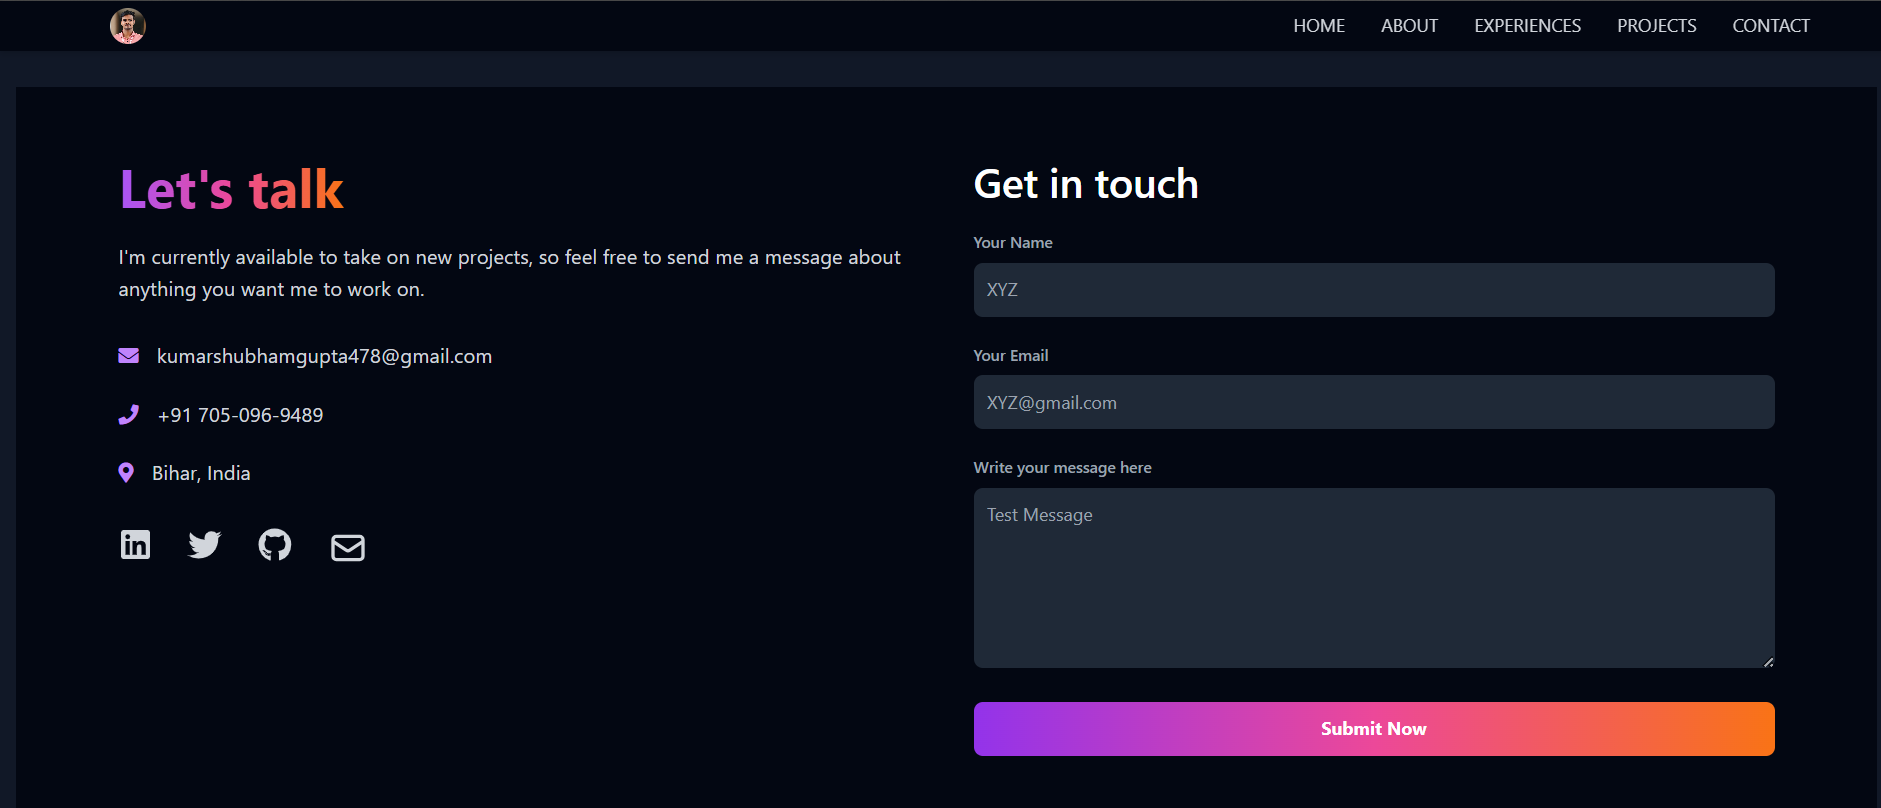 HOME ABOUT EXPERIENCES PROJECTS CONTACT
Let's talk
I'm currently available to take on new projects, so feel free to send me a message about
anything you want me to work on.
kumarshubhamgupta478@gmail.com
+91 705-096-9489
Bihar, India
Get in touch
Your Name
XYZ
Your Email
XYZ@gmail.com
Write your message here
Test Message
Submit Now